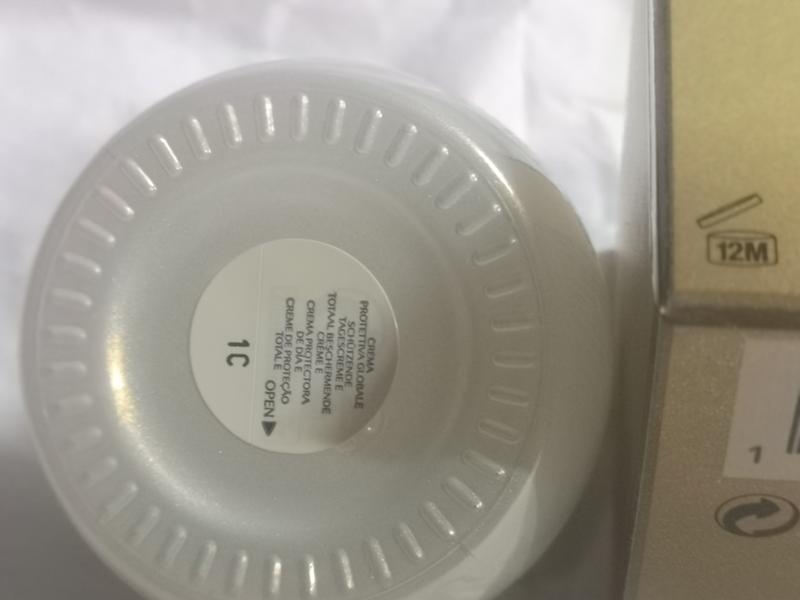 CREMA
PROTETTIVA GLOBALE
SCHÜTZENDE
TAGESCREME E
TOTAAL BESCHERMENDE
CRÈME E
CREMA PROTECTORA
DE DÍA E
CREME DE PROTEÇÃO
TOTAL E
OPEN
1C
12M
1